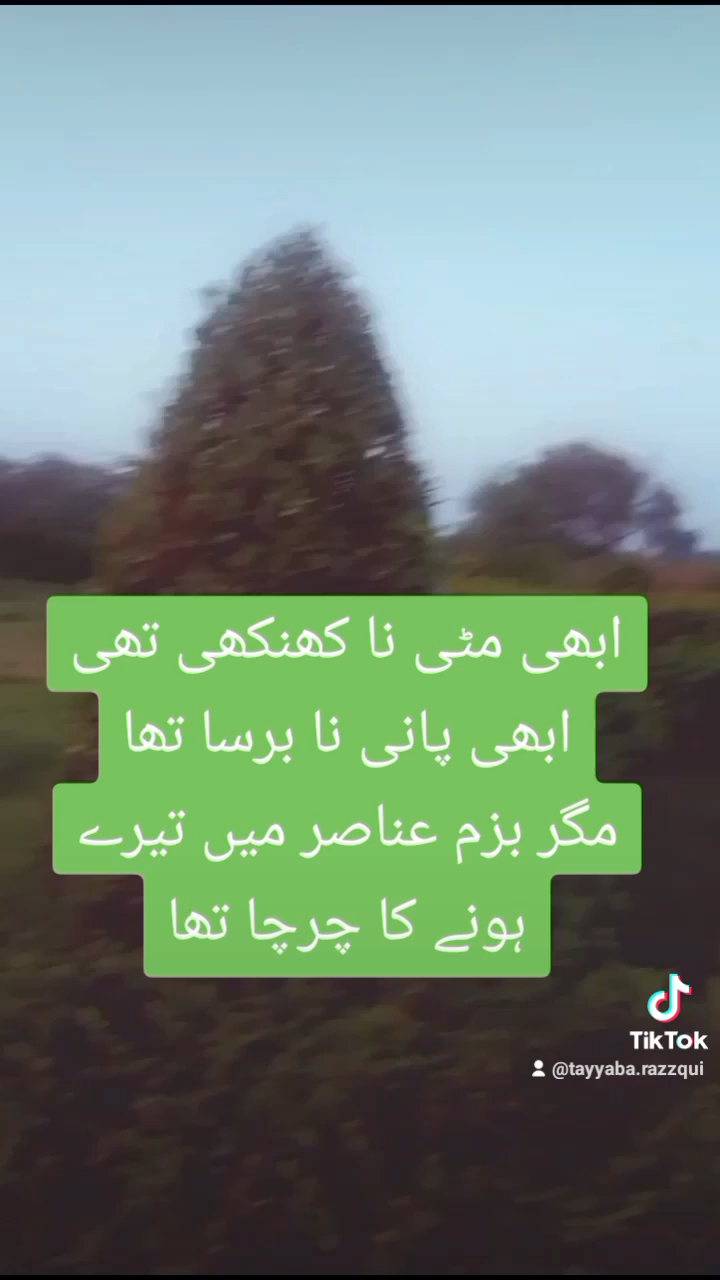 ابھی مٹی نا کھنکھی تھی
ابھی پانی نا برسا تھا
مگر بزم عناصر میں تیرے
ہونے کا چرچا تھا
TikTok
@tayyaba.razzqui